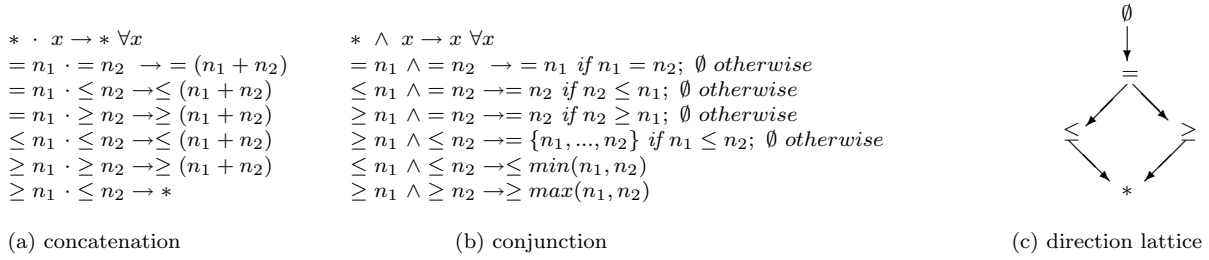 ∗ · x → ∗ ∀x
= n₁ · = n₂ → = (n₁ + n₂)
= n₁ · ≤ n₂ →≤ (n₁ + n₂)
= n₁ · ≥ n₂ →≥ (n₁ + n₂)
≤ n₁ · ≤ n₂ →≤ (n₁ + n₂)
≥ n₁ · ≥ n₂ →≥ (n₁ + n₂)
≥ n₁ · ≤ n₂ → ∗
(a) concatenation
∗ ∧ x → x ∀x
= n₁ ∧ = n₂ → = n₁ if n₁ = n₂; ∅ otherwise
≤ n₁ ∧ = n₂ →= n₂ if n₂ ≤ n₁; ∅ otherwise
≥ n₁ ∧ = n₂ →= n₂ if n₂ ≥ n₁; ∅ otherwise
≥ n₁ ∧ ≤ n₂ →= {n₁, ..., n₂} if n₁ ≤ n₂; ∅ otherwise
≤ n₁ ∧ ≤ n₂ →≤ min(n₁, n₂)
≥ n₁ ∧ ≥ n₂ →≥ max(n₁, n₂)
(b) conjunction
∅
=
≤ ≥
∗
(c) direction lattice